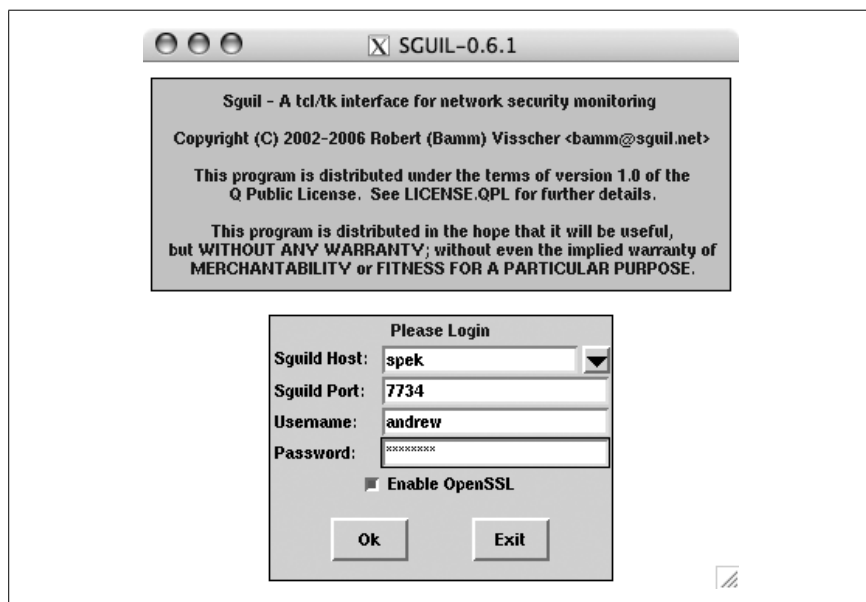 SGUIL-0.6.1
Sguil - A tcl/tk interface for network security monitoring
Copyright (C) 2002-2006 Robert (Bamm) Visscher <bamm@sguil.net>
This program is distributed under the terms of version 1.0 of the
Q Public License. See LICENSE.QPL for further details.
This program is distributed in the hope that it will be useful,
but WITHOUT ANY WARRANTY; without even the implied warranty of
MERCHANTABILITY or FITNESS FOR A PARTICULAR PURPOSE.
Please Login
Sguild Host: spek
Sguild Port: 7734
Username: andrew
Password: ********
Enable OpenSSL
Ok Exit